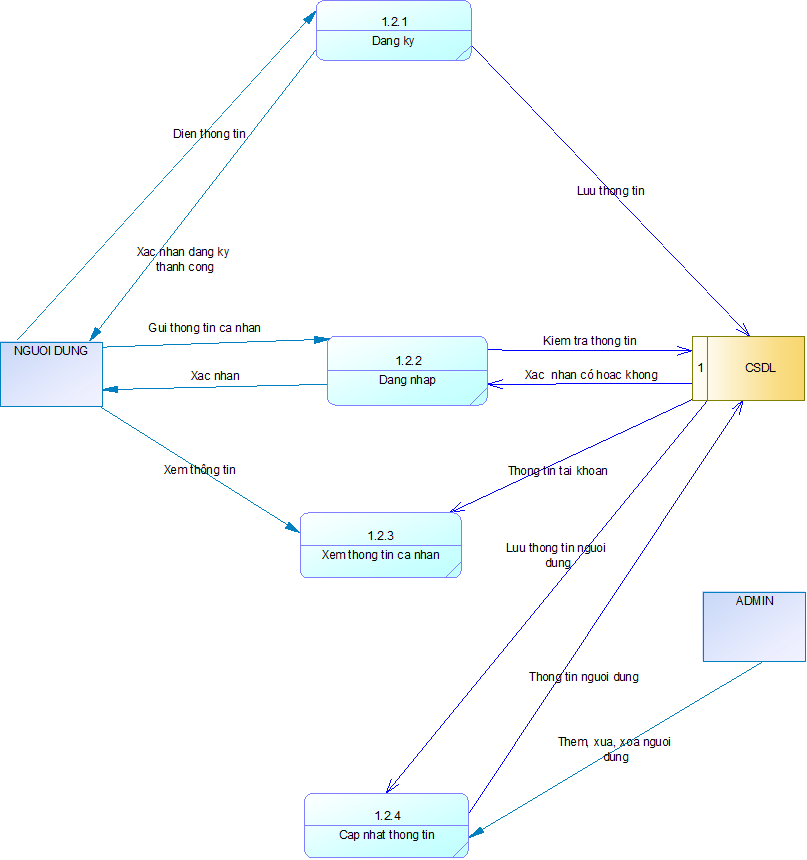 1.2.1
Dang ky
Dien thong tin
Luu thong tin
Xac nhan dang ky
thanh cong
Gui thong tin ca nhan
Kiem tra thong tin
NGUOI DUNG
1.2.2
Dang nhap
1
CSDL
Xac nhan
Xac nhan có hoac khong
Xem thông tin
Thong tin tai khoan
1.2.3
Xem thong tin ca nhan
Luu thong tin nguoi
dung
ADMIN
Thong tin nguoi dung
Them, xua, xoa nguoi
dung
1.2.4
Cap nhat thong tin